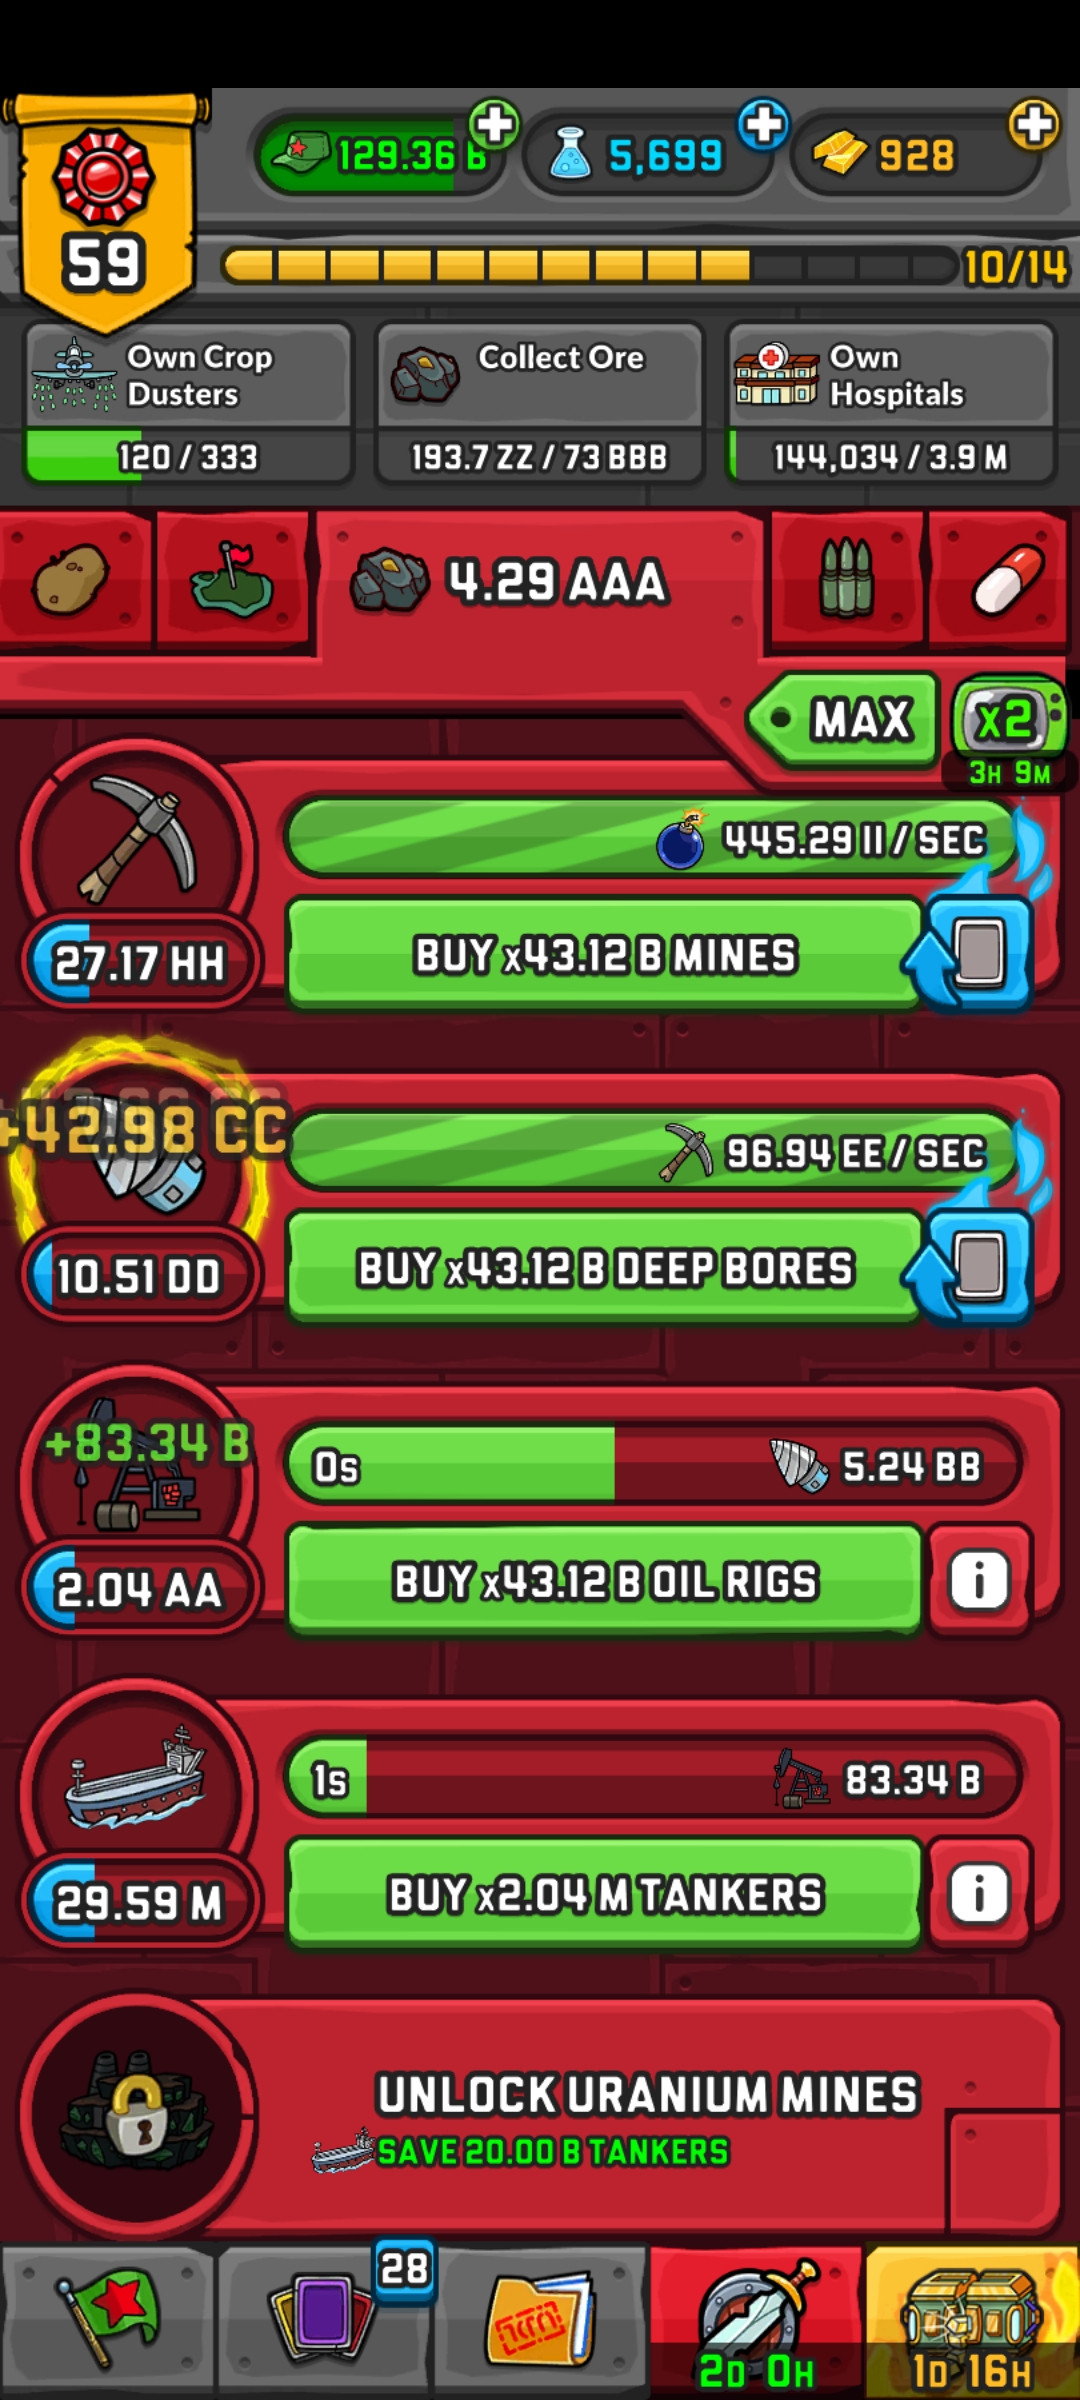 129.36 B
5,699
928
59
10/14
Own Crop
Dusters
120 / 333
Collect Ore
193.7 ZZ / 73 BBB
Own
Hospitals
144,034 / 3.9 M
4.29 AAA
MAX
x2
3H 9M
445.29 II / SEC
27.17 HH
BUY x43.12 B MINES
+42.98 CC
96.94 EE / SEC
10.51 DD
BUY x43.12 B DEEP BORES
+83.34 B
0s
5.24 BB
2.04 AA
BUY x43.12 B OIL RIGS
i
1s
83.34 B
29.59 M
BUY x2.04 M TANKERS
i
UNLOCK URANIUM MINES
SAVE 20.00 B TANKERS
28
2D 0H
1D 16H